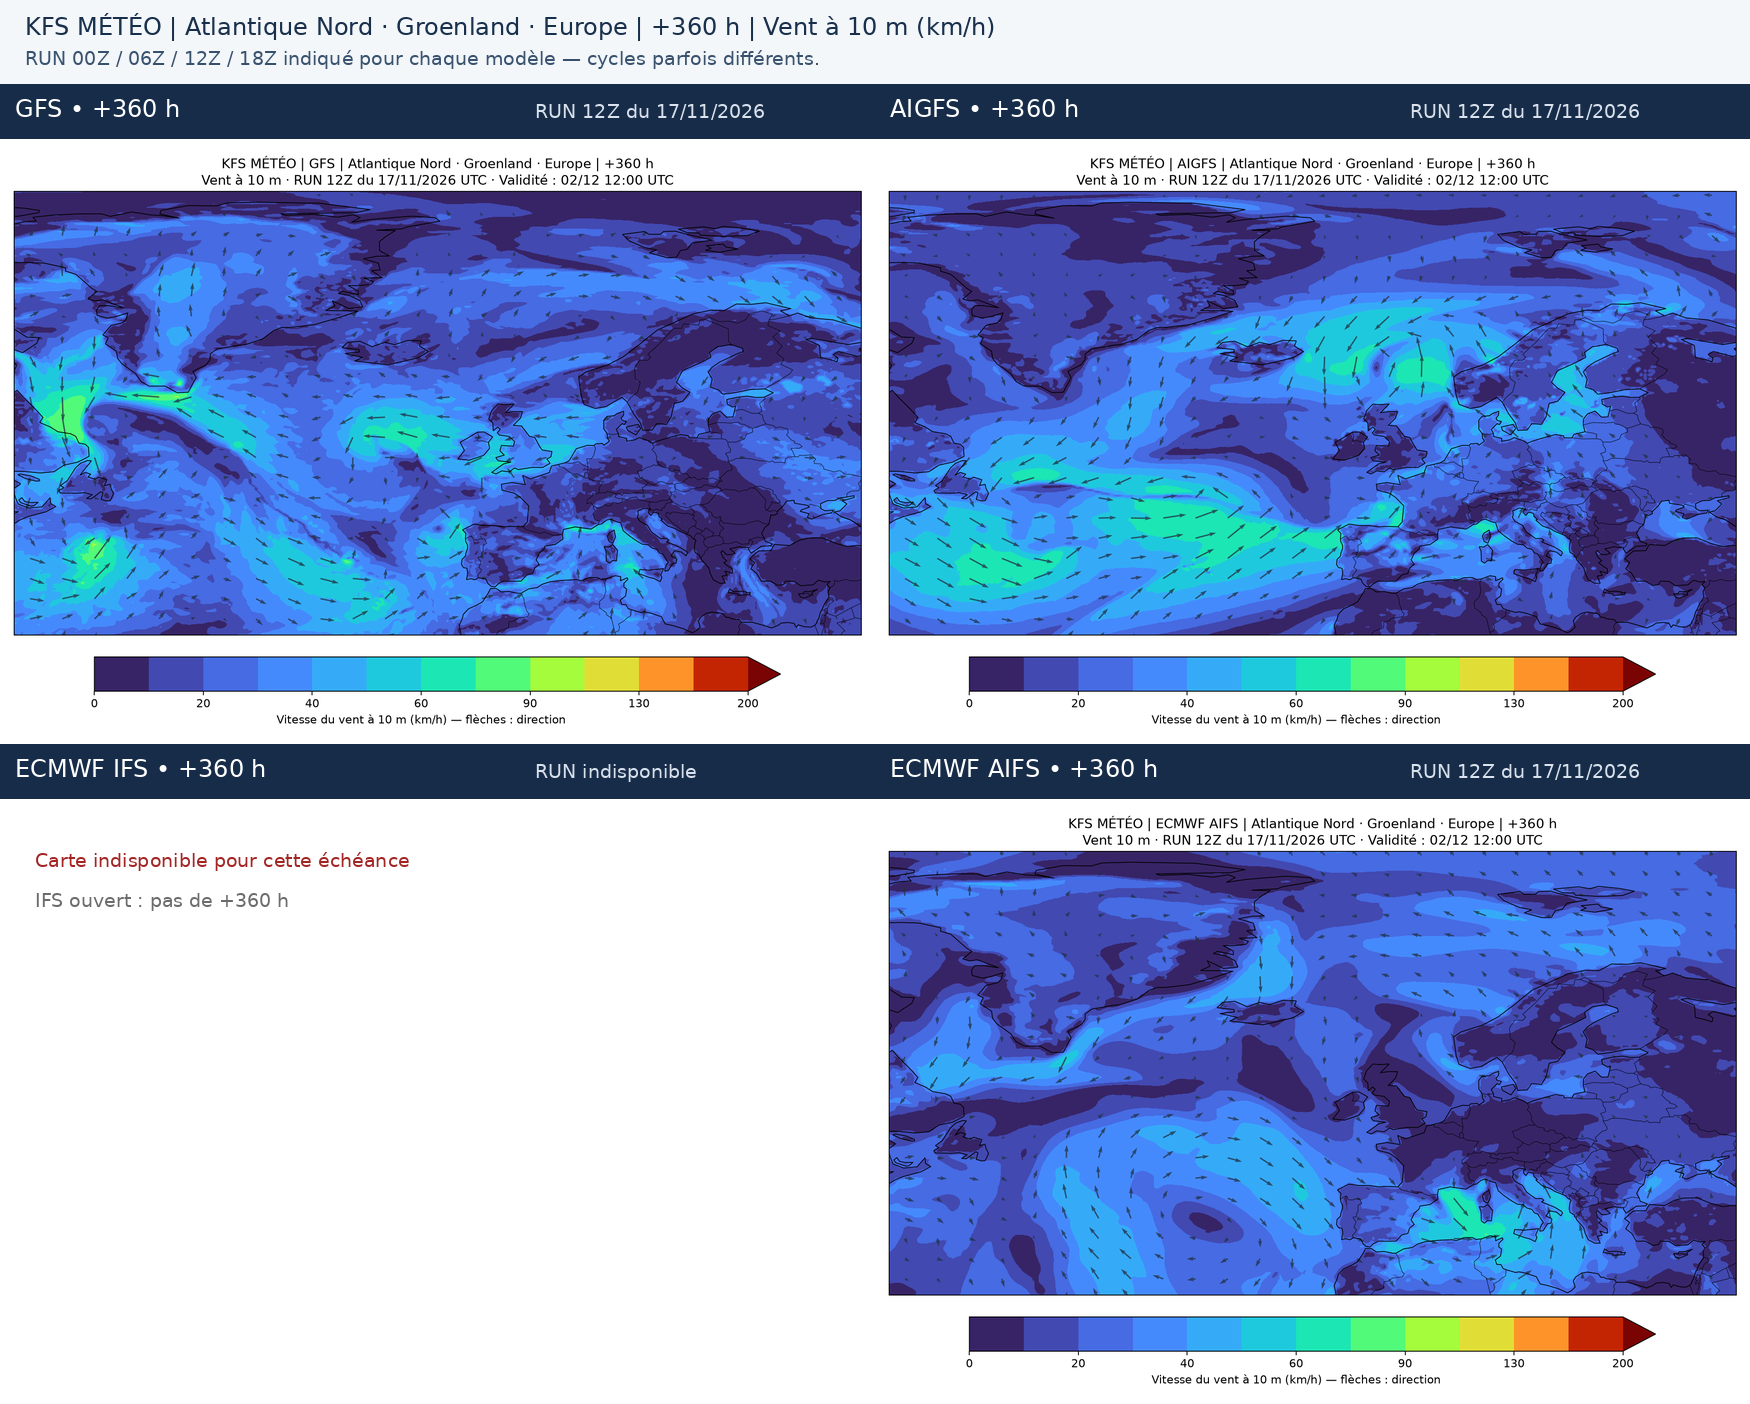 KFS MÉTÉO | Atlantique Nord · Groenland · Europe | +360 h | Vent à 10 m (km/h)
RUN 00Z / 06Z / 12Z / 18Z indiqué pour chaque modèle — cycles parfois différents.
GFS • +360 h
RUN 12Z du 17/11/2026
KFS MÉTÉO | GFS | Atlantique Nord · Groenland · Europe | +360 h
Vent à 10 m · RUN 12Z du 17/11/2026 UTC · Validité : 02/12 12:00 UTC
0 20 40 60 90 130 200
Vitesse du vent à 10 m (km/h) — flèches : direction
AIGFS • +360 h
RUN 12Z du 17/11/2026
KFS MÉTÉO | AIGFS | Atlantique Nord · Groenland · Europe | +360 h
Vent à 10 m · RUN 12Z du 17/11/2026 UTC · Validité : 02/12 12:00 UTC
0 20 40 60 90 130 200
Vitesse du vent à 10 m (km/h) — flèches : direction
ECMWF IFS • +360 h
RUN indisponible
Carte indisponible pour cette échéance
IFS ouvert : pas de +360 h
ECMWF AIFS • +360 h
RUN 12Z du 17/11/2026
KFS MÉTÉO | ECMWF AIFS | Atlantique Nord · Groenland · Europe | +360 h
Vent 10 m · RUN 12Z du 17/11/2026 UTC · Validité : 02/12 12:00 UTC
0 20 40 60 90 130 200
Vitesse du vent à 10 m (km/h) — flèches : direction